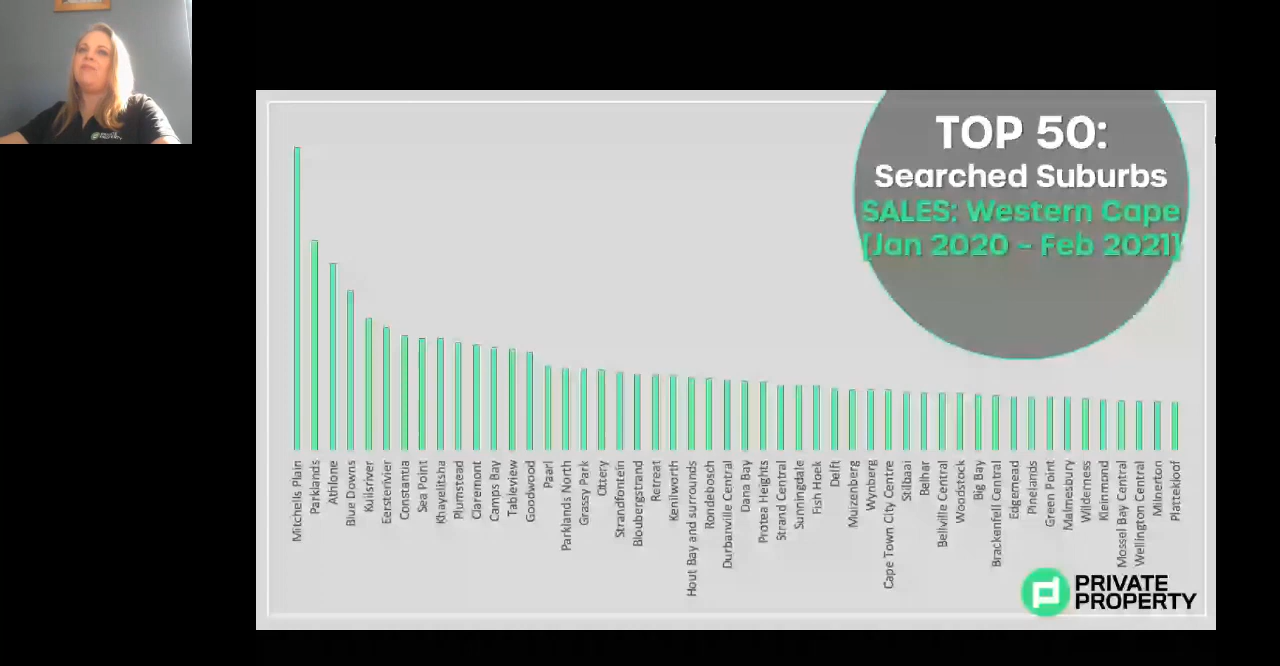 TOP 50:
Searched Suburbs
SALES: Western Cape
(Jan 2020 - Feb 2021)
Mitchells Plain
Parklands
Athlone
Blue Downs
Kuilsriver
Eersterivier
Constantia
Sea Point
Khayelitsha
Plumstead
Claremont
Camps Bay
Tableview
Goodwood
Paarl
Parklands North
Grassy Park
Ottery
Strandfontein
Bloubergstrand
Retreat
Kenilworth
Hout Bay and surrounds
Rondebosch
Durbanville Central
Dana Bay
Protea Heights
Strand Central
Sunningdale
Fish Hoek
Delft
Muizenberg
Wynberg
Cape Town City Centre
Stilbaai
Belhar
Bellville Central
Woodstock
Big Bay
Brackenfell Central
Edgemead
Pinelands
Green Point
Malmesbury
Wilderness
Kleinmond
Mossel Bay Central
Wellington Central
Milnerton
Plattekloof
PRIVATE
PROPERTY